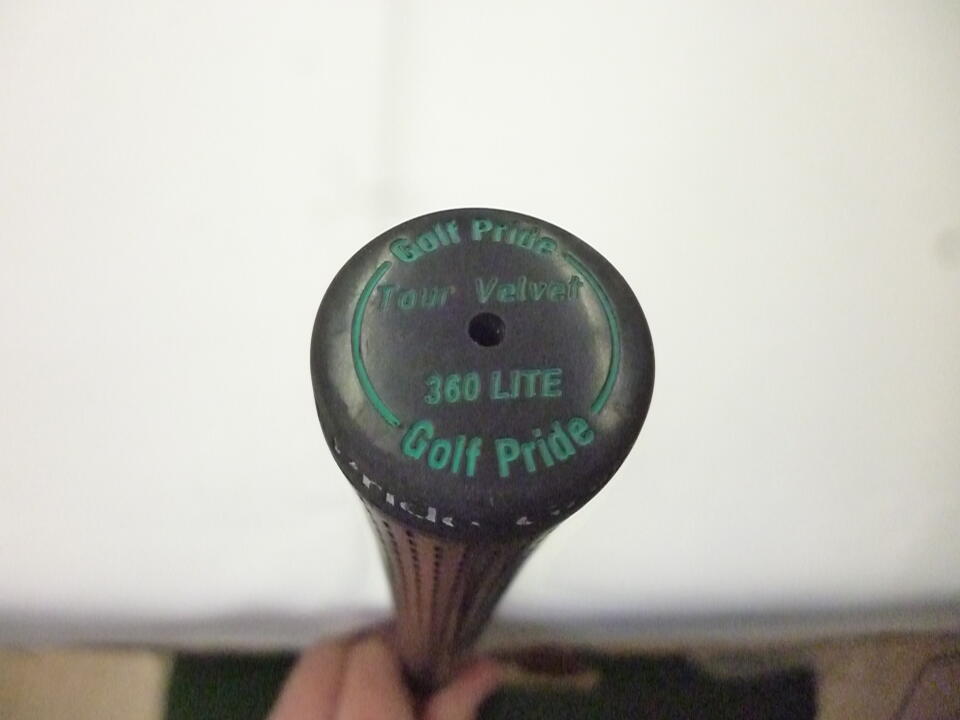 Golf Pride
Tour Velvet
360 LITE
Golf Pride